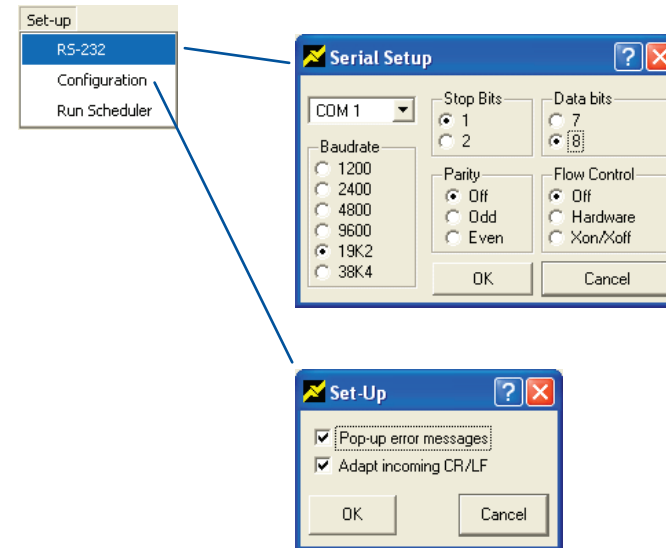 Set-up
RS-232
Configuration
Run Scheduler
Serial Setup
COM 1
Baudrate
1200
2400
4800
9600
19K2
38K4
Stop Bits
1
2
Data bits
7
8
Parity
Off
Odd
Even
Flow Control
Off
Hardware
Xon/Xoff
OK
Cancel
Set-Up
Pop-up error messages
Adapt incoming CR/LF
OK
Cancel